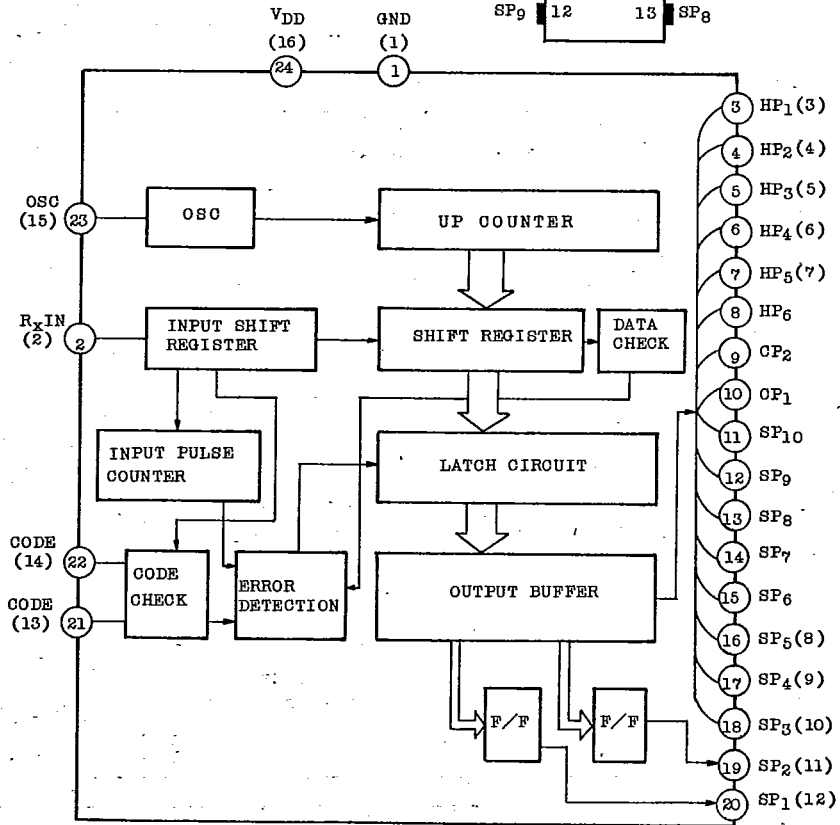 SP9 12 13 SP8
VDD GND
(16) (1)
24 1
3 HP1(3)
4 HP2(4)
5 HP3(5)
6 HP4(6)
7 HP5(7)
8 HP6
9 CP2
10 CP1
11 SP10
12 SP9
13 SP8
14 SP7
15 SP6
16 SP5(8)
17 SP4(9)
18 SP3(10)
19 SP2(11)
20 SP1(12)
OSC
(15)
23
OSC
UP COUNTER
RxIN
(2)
2
INPUT SHIFT
REGISTER
SHIFT REGISTER
DATA
CHECK
INPUT PULSE
COUNTER
LATCH CIRCUIT
CODE
(14)
22
CODE
(13)
21
CODE
CHECK
ERROR
DETECTION
OUTPUT BUFFER
F/F
F/F